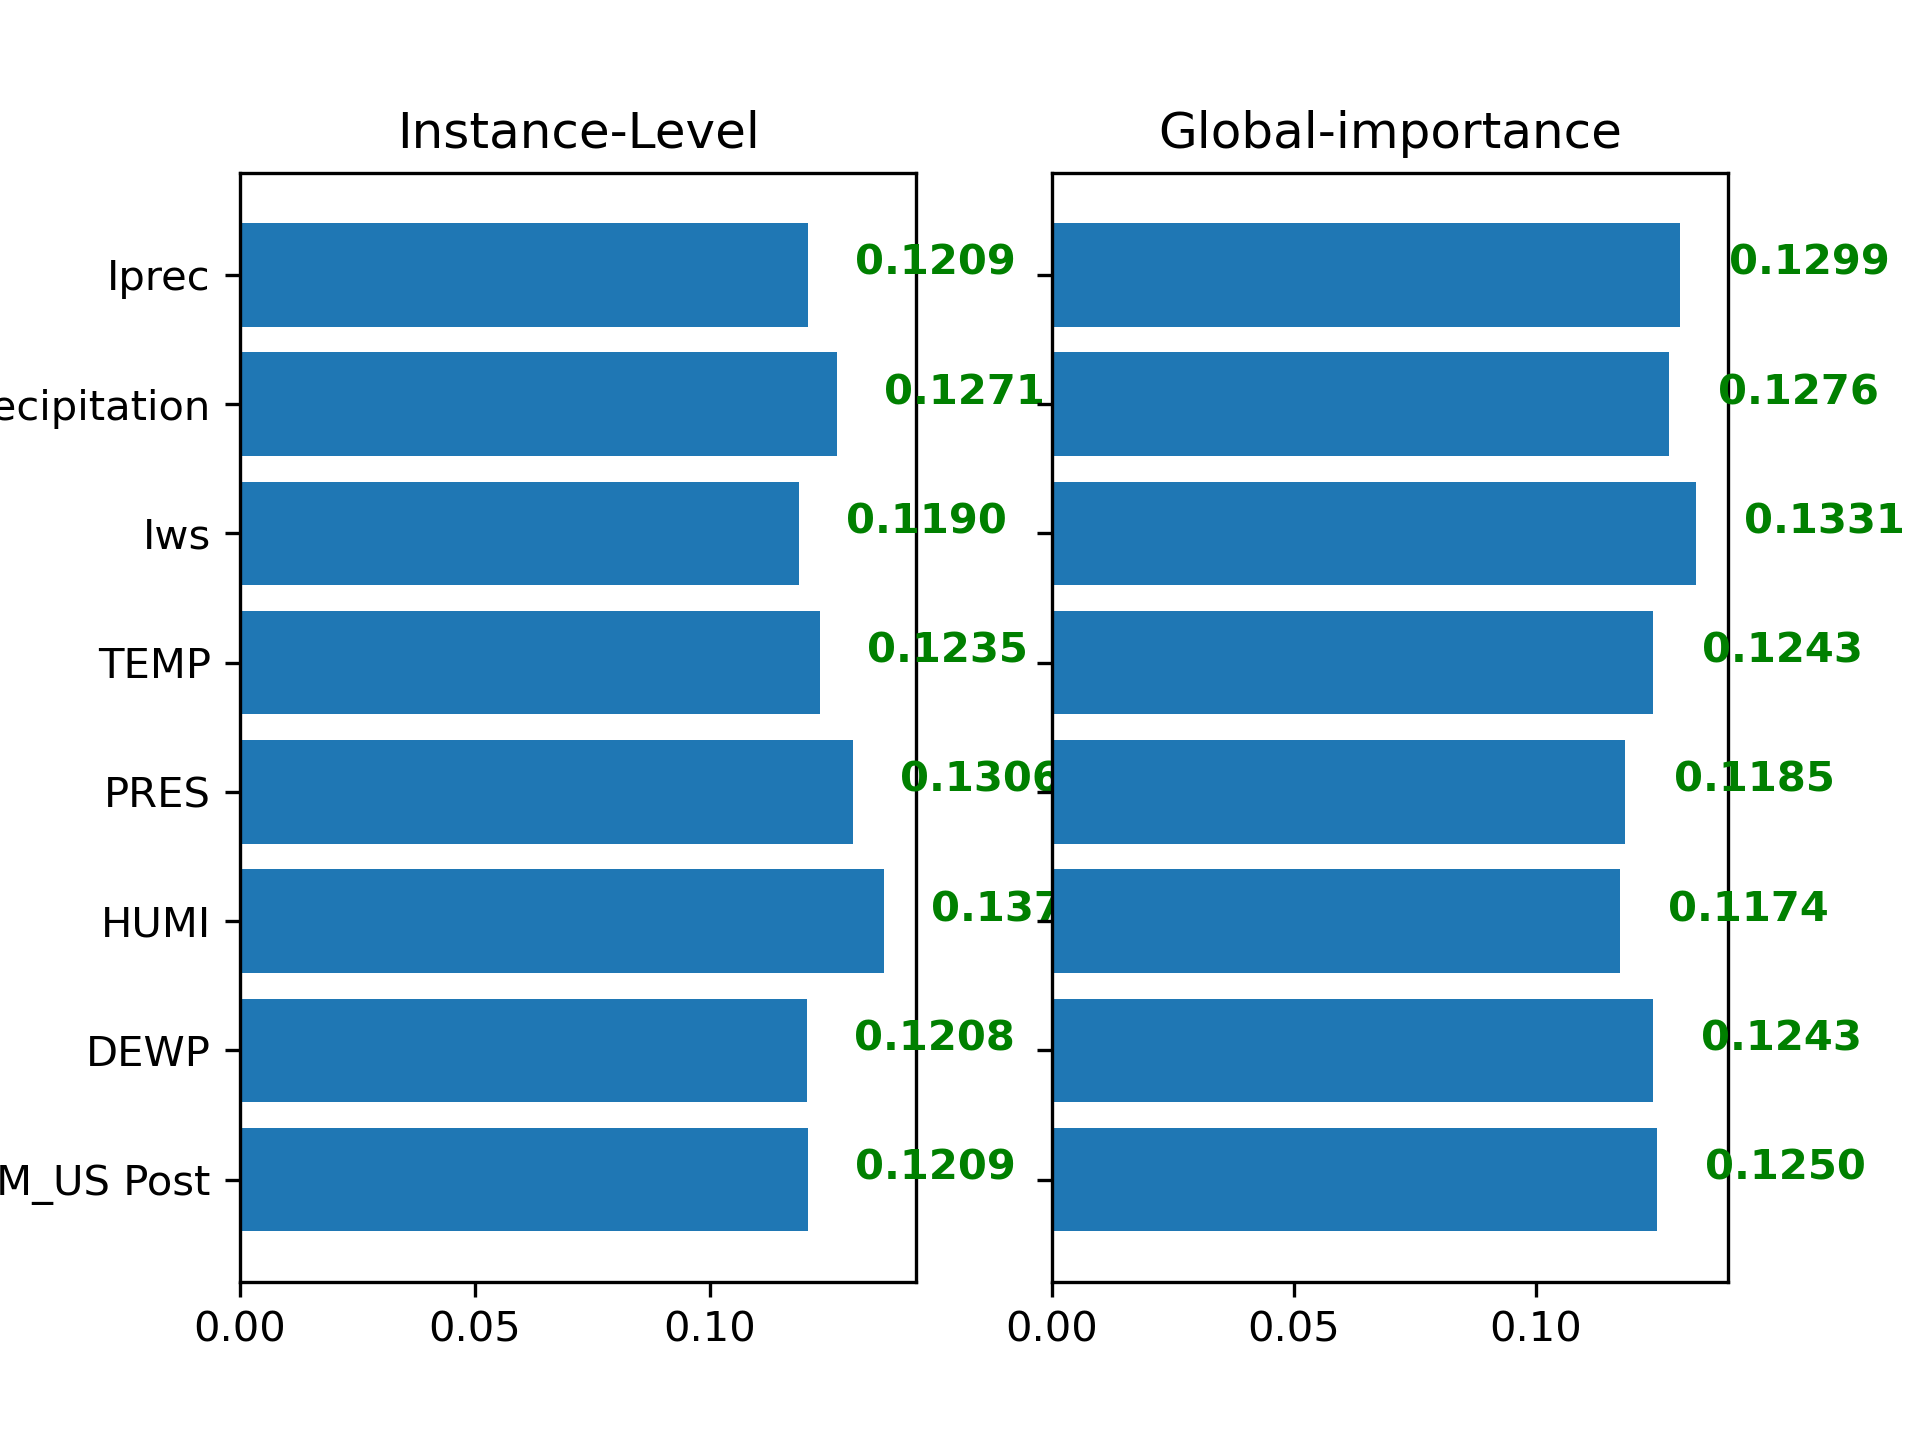 Instance-Level
Global-importance
Iprec 0.1209 0.1299
ecipitation 0.1271 0.1276
Iws 0.1190 0.1331
TEMP 0.1235 0.1243
PRES 0.1306 0.1185
HUMI 0.137 0.1174
DEWP 0.1208 0.1243
M_US Post 0.1209 0.1250
0.00 0.05 0.10 0.00 0.05 0.10